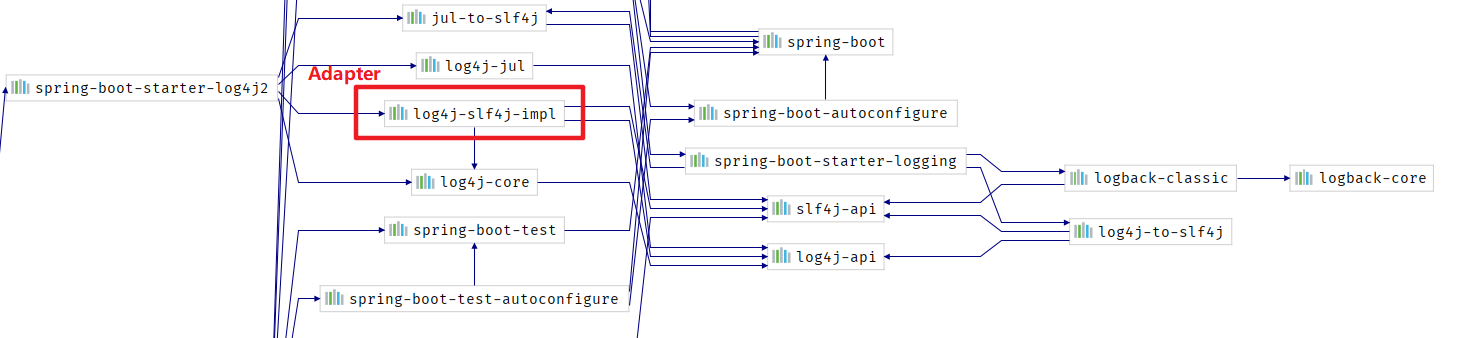 jul-to-slf4j
spring-boot
log4j-jul
Adapter
spring-boot-starter-log4j2
log4j-slf4j-impl
spring-boot-autoconfigure
spring-boot-starter-logging
logback-classic
logback-core
log4j-core
slf4j-api
spring-boot-test
log4j-to-slf4j
log4j-api
spring-boot-test-autoconfigure